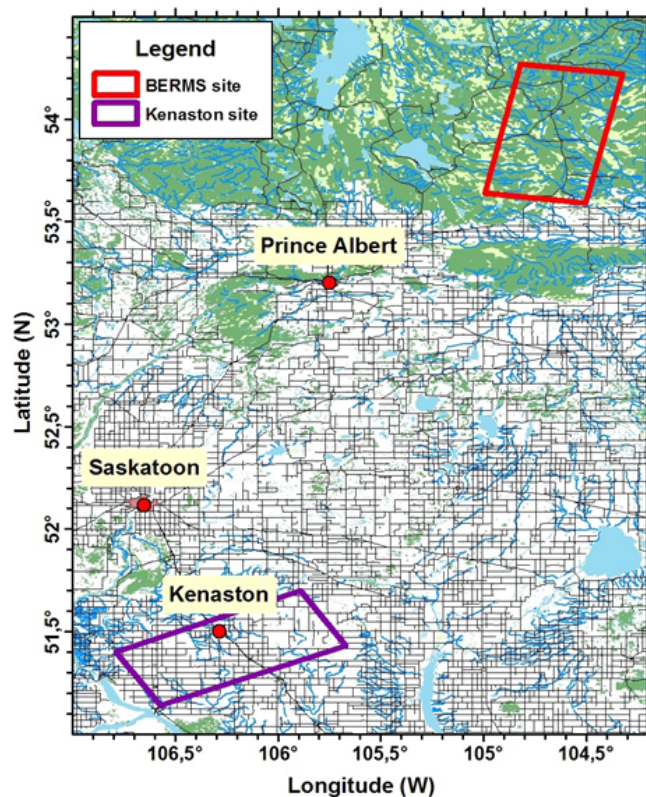 Legend
BERMS site
Kenaston site
Prince Albert
Saskatoon
Kenaston
54°
53,5°
53°
52,5°
52°
51,5°
Latitude (N)
106,5°
106°
105,5°
105°
104,5°
Longitude (W)